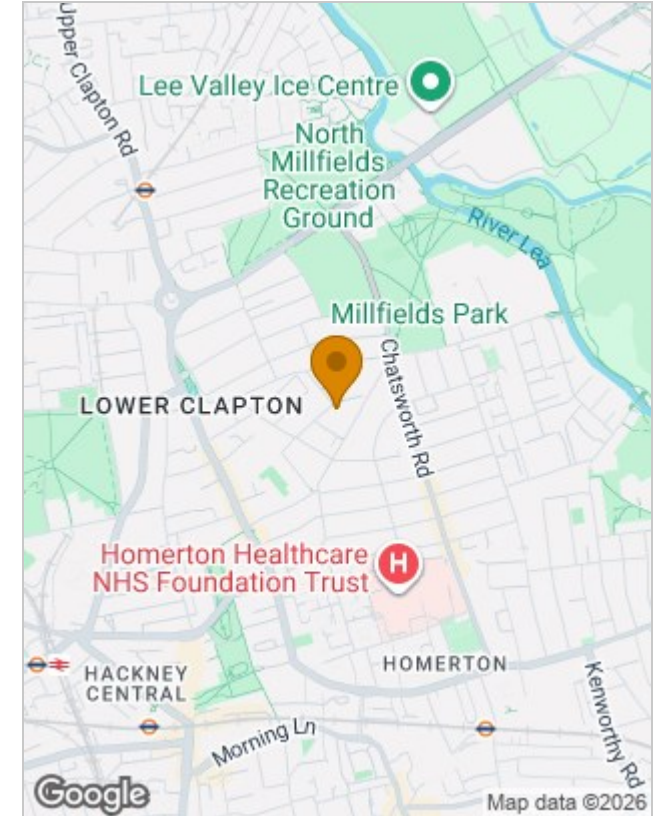 Upper Clapton Rd
Lee Valley Ice Centre
North
Millfields
Recreation
Ground
River Lea
Millfields Park
Chatsworth Rd
LOWER CLAPTON
Homerton Healthcare
NHS Foundation Trust
H
HACKNEY
CENTRAL
HOMERTON
Kenworthy Rd
Morning Ln
Google
Map data ©2026